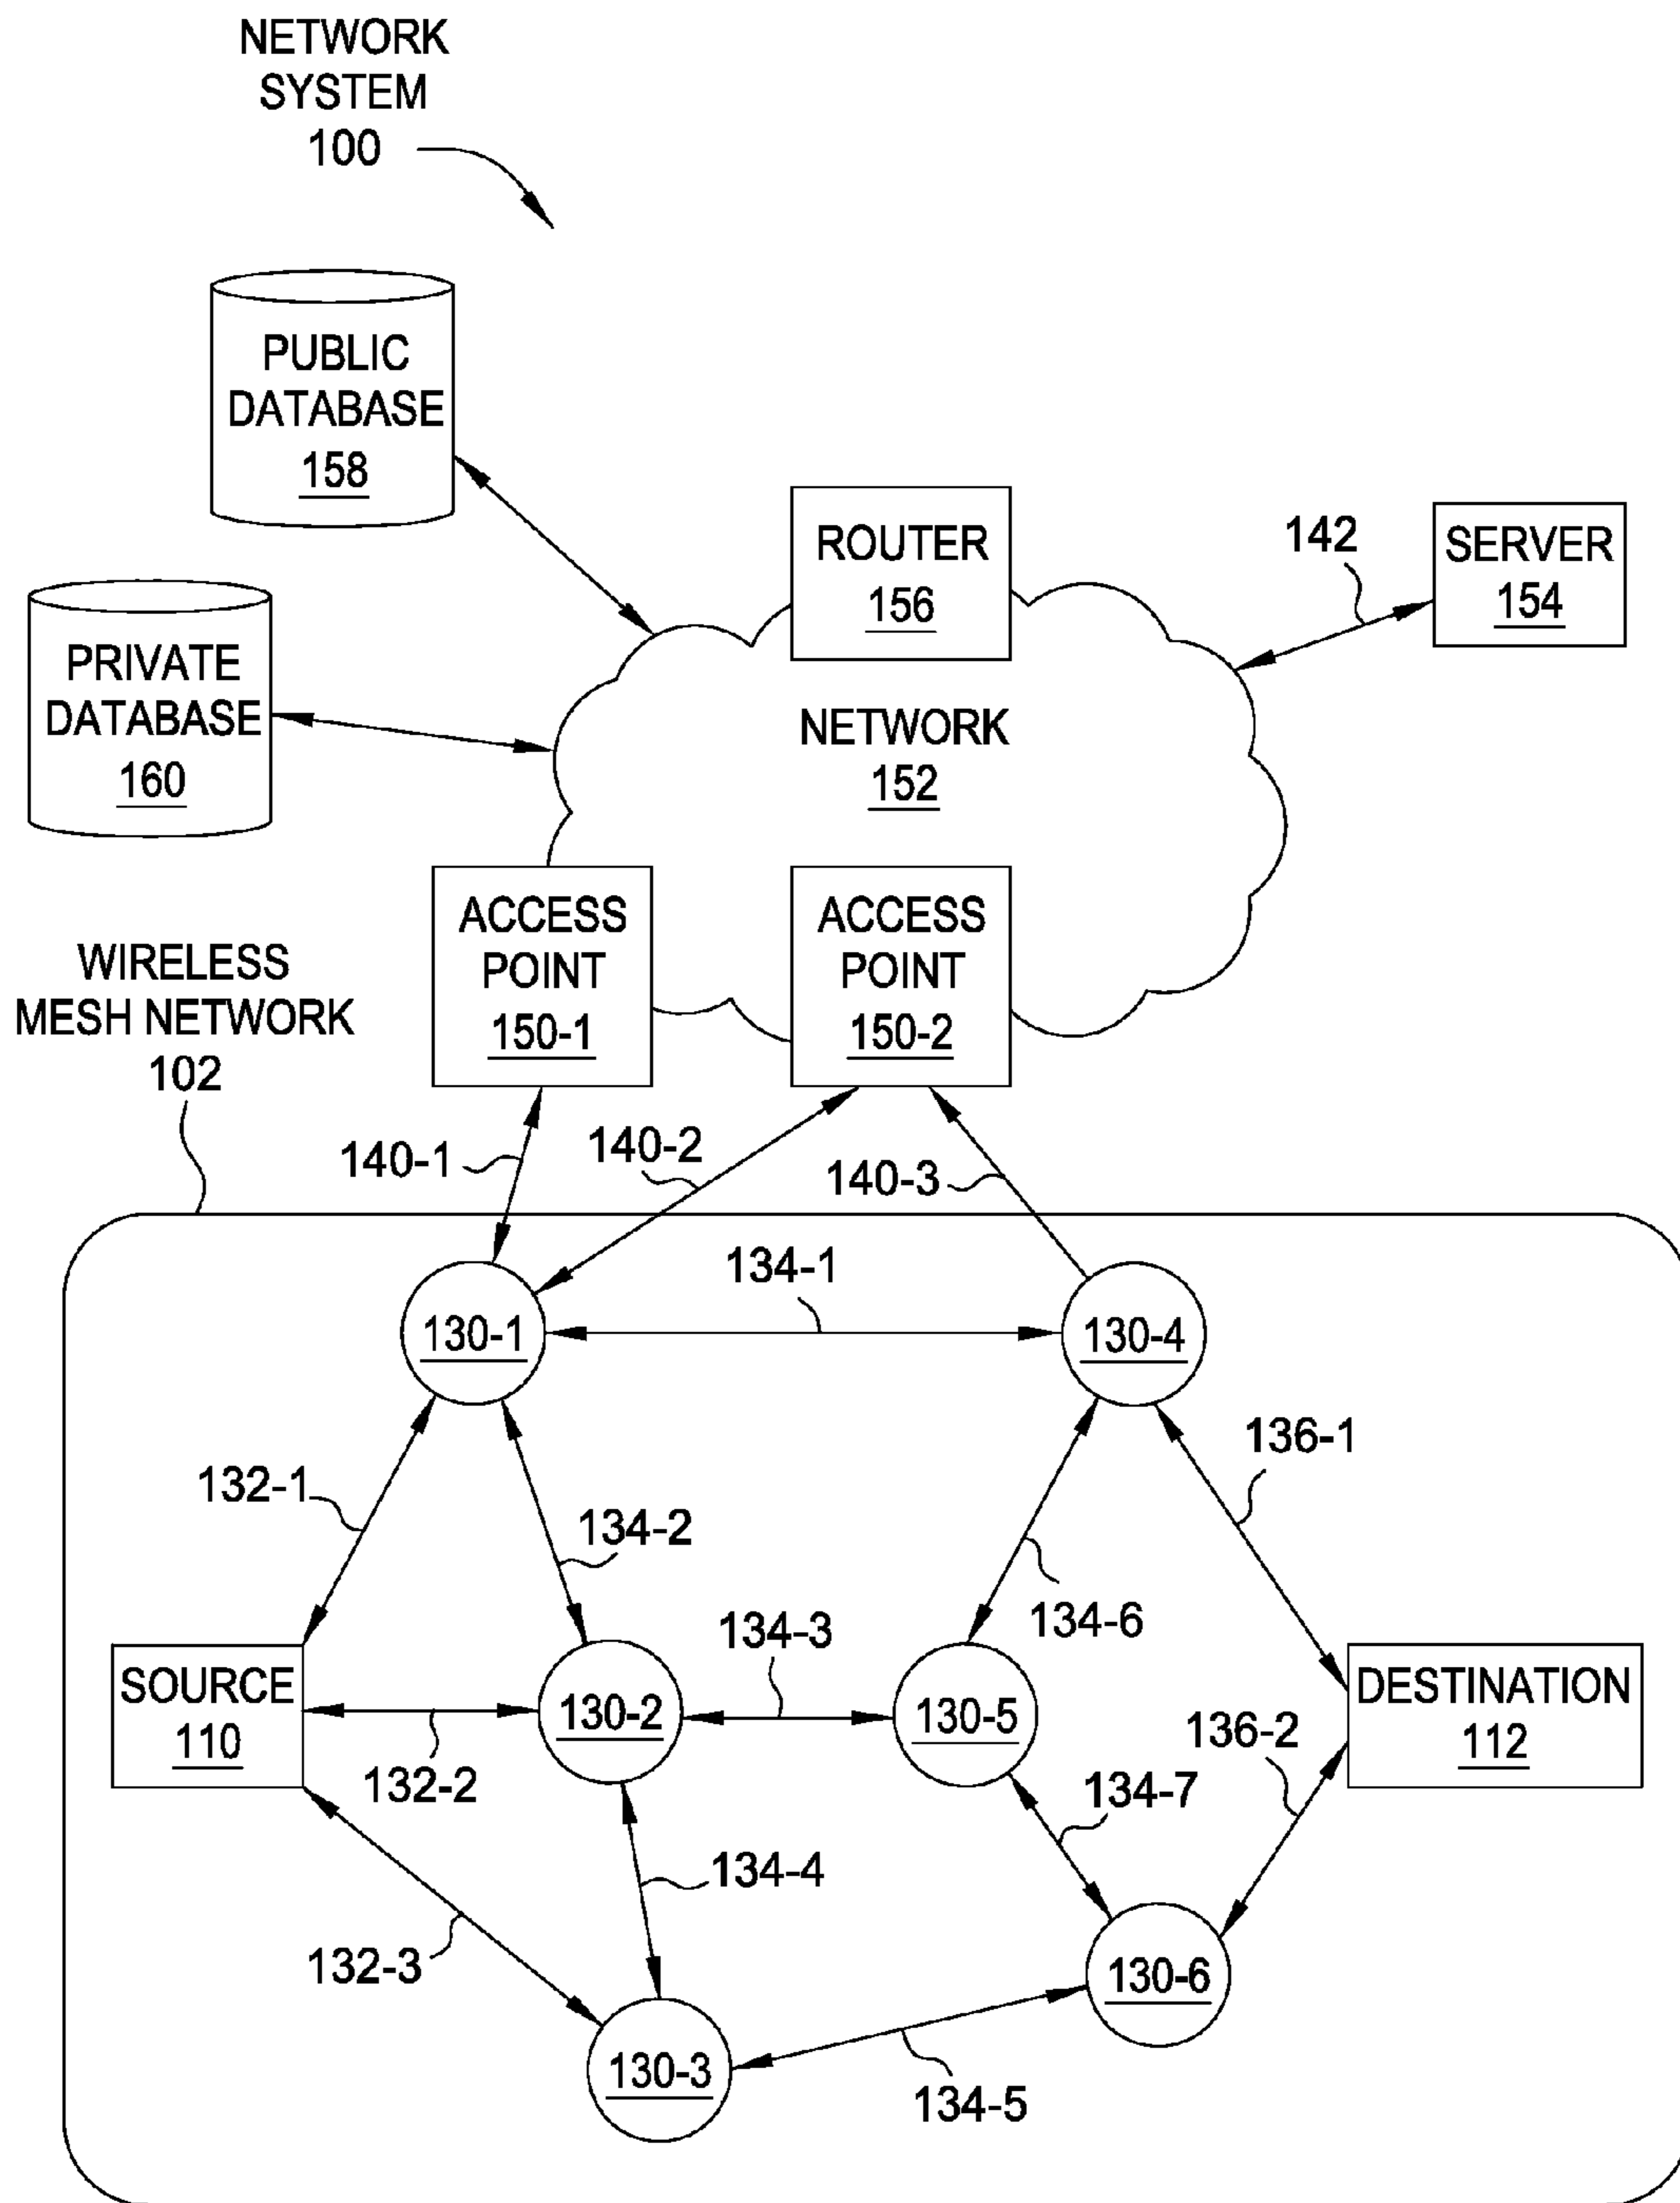 NETWORK
SYSTEM
100
PUBLIC
DATABASE
158
ROUTER
156
142
SERVER
154
PRIVATE
DATABASE
160
NETWORK
152
ACCESS
POINT
150-1
ACCESS
POINT
150-2
WIRELESS
MESH NETWORK
102
140-1
140-2
140-3
134-1
130-1
130-4
136-1
132-1
134-2
134-6
134-3
SOURCE
110
130-2
130-5
136-2
DESTINATION
112
132-2
134-7
134-4
132-3
130-6
130-3
134-5